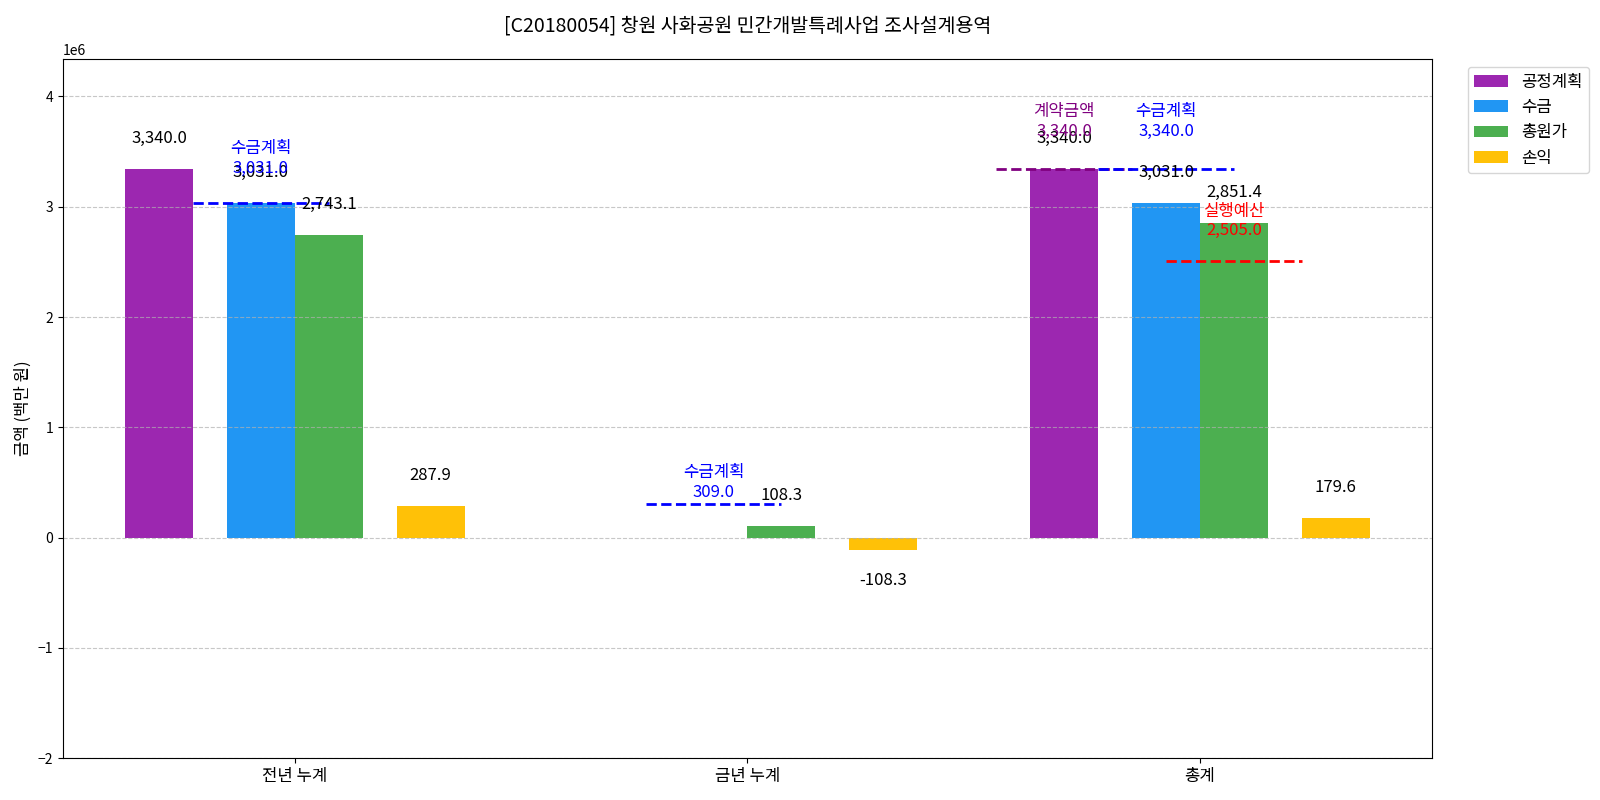 [C20180054] 창원 사화공원 민간개발특례사업 조사설계용역
1e6
금액 (백만 원)
4
3
2
1
0
−1
−2
3,340.0
수금계획
3,031.0
3,031.0
2,743.1
287.9
수금계획
309.0
108.3
-108.3
계약금액
3,340.0
3,340.0
수금계획
3,340.0
3,031.0
2,851.4
실행예산
2,505.0
179.6
전년 누계
금년 누계
총계
공정계획
수금
총원가
손익